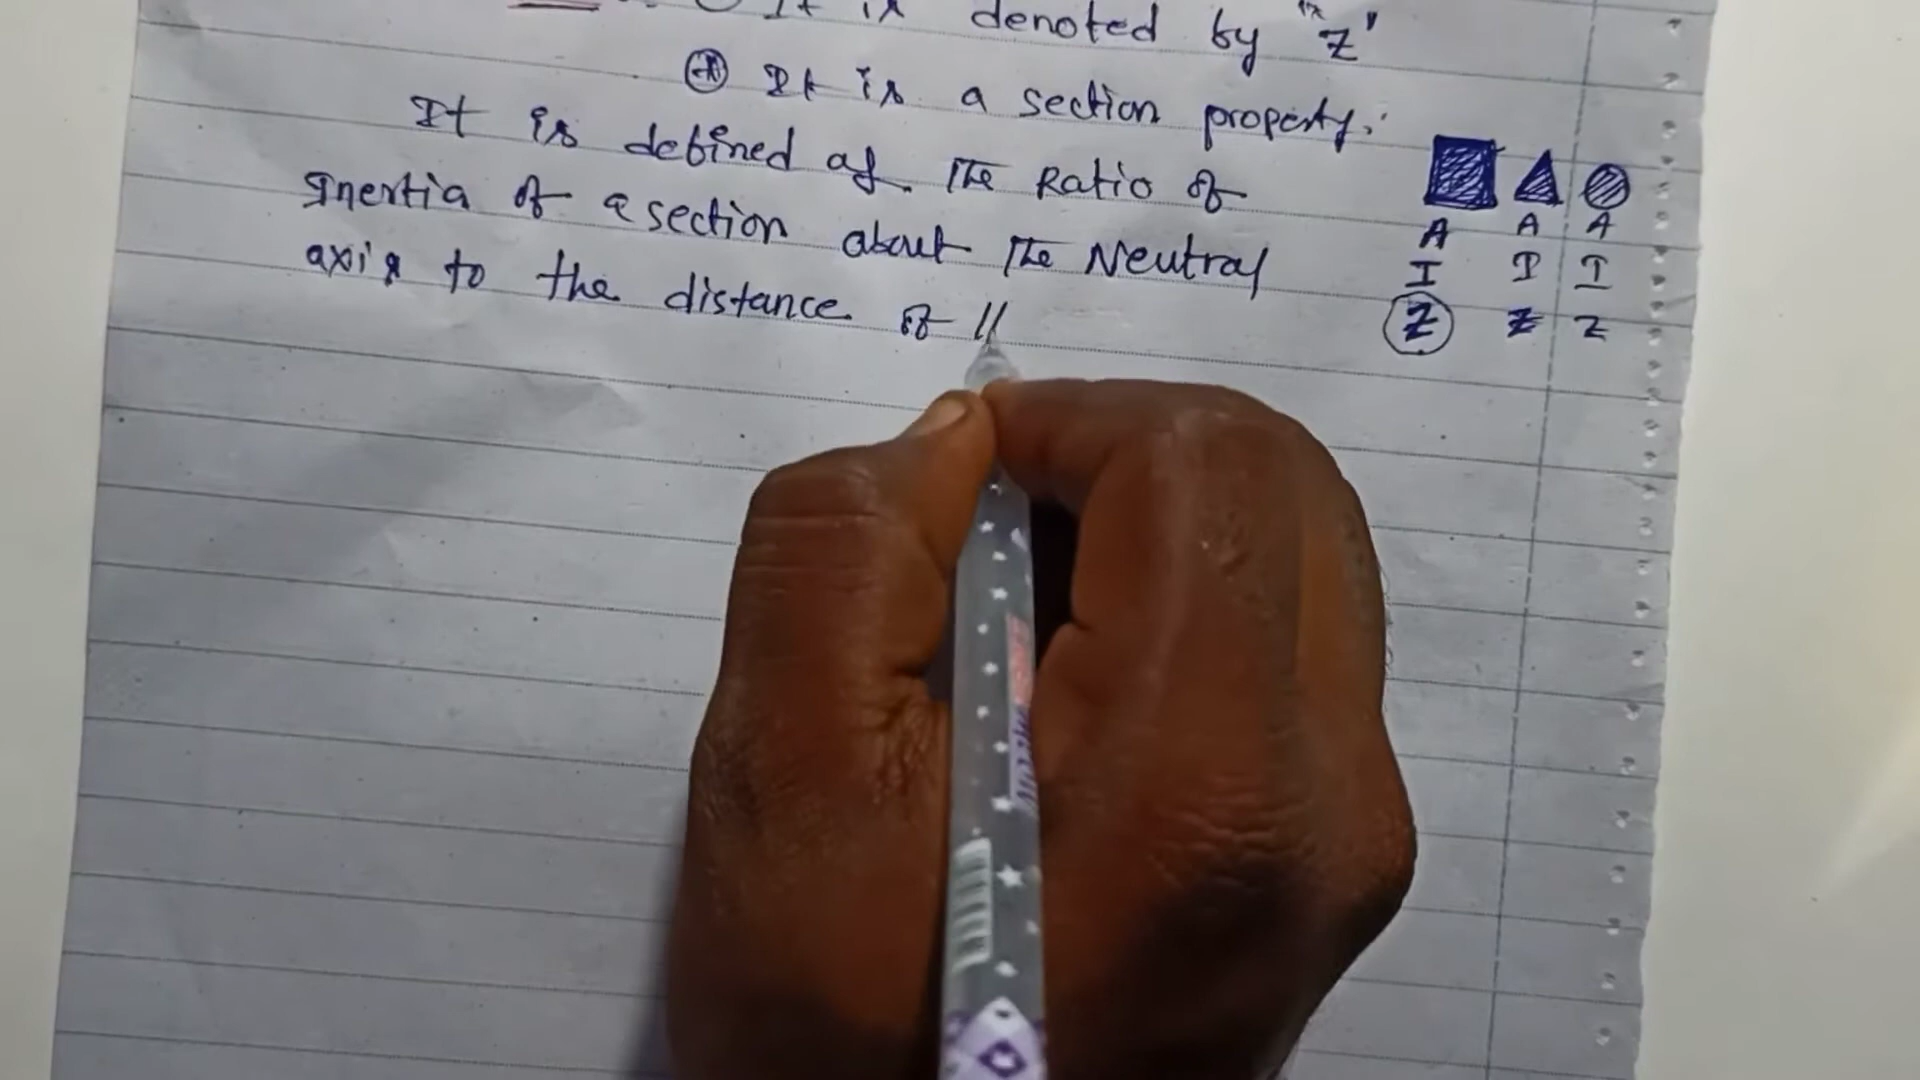 It is denoted by "Z"
It is a section property.
It is defined as. The Ratio of
Inertia of a section about The Neutral
axis to the distance of //
A A A
I I I
Z Z Z